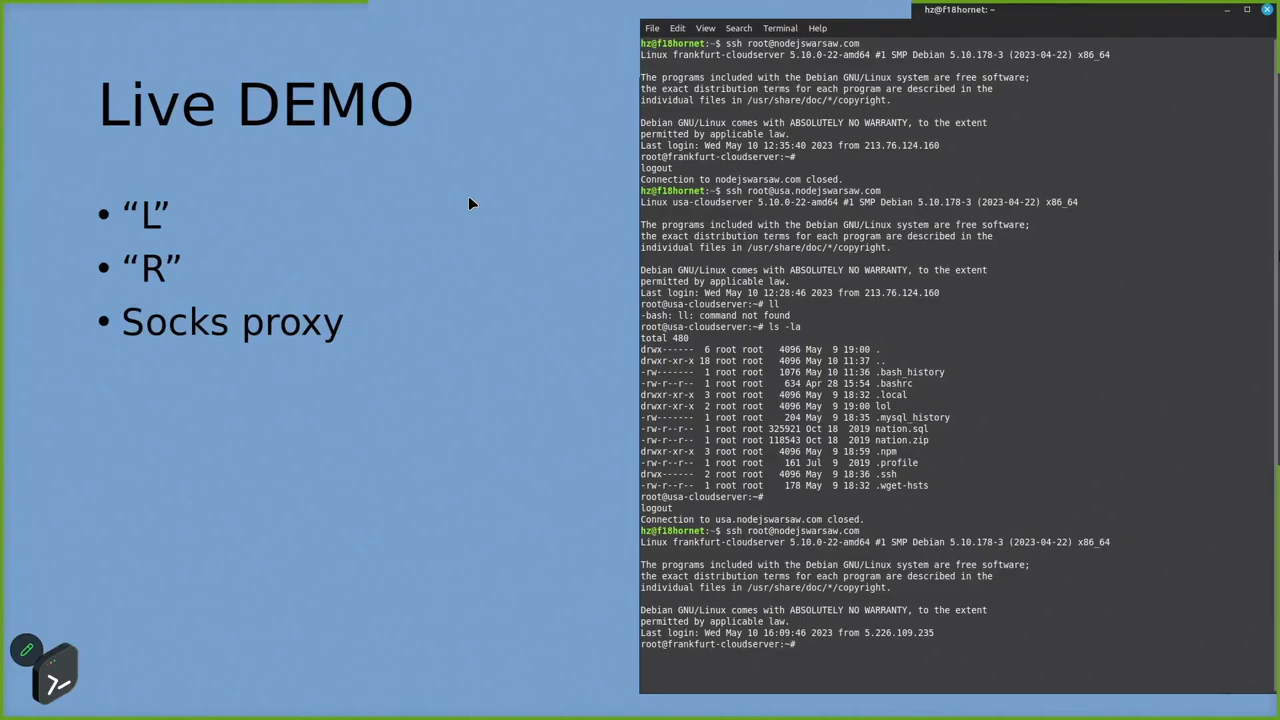 Live DEMO
• “L”
• “R”
• Socks proxy
hz@f18hornet: ~
File Edit View Search Terminal Help
hz@f18hornet:~$ ssh root@nodejswarsaw.com
Linux frankfurt-cloudserver 5.10.0-22-amd64 #1 SMP Debian 5.10.178-3 (2023-04-22) x86_64
The programs included with the Debian GNU/Linux system are free software;
the exact distribution terms for each program are described in the
individual files in /usr/share/doc/*/copyright.
Debian GNU/Linux comes with ABSOLUTELY NO WARRANTY, to the extent
permitted by applicable law.
Last login: Wed May 10 12:35:40 2023 from 213.76.124.160
root@frankfurt-cloudserver:~#
logout
Connection to nodejswarsaw.com closed.
hz@f18hornet:~$ ssh root@usa.nodejswarsaw.com
Linux usa-cloudserver 5.10.0-22-amd64 #1 SMP Debian 5.10.178-3 (2023-04-22) x86_64
The programs included with the Debian GNU/Linux system are free software;
the exact distribution terms for each program are described in the
individual files in /usr/share/doc/*/copyright.
Debian GNU/Linux comes with ABSOLUTELY NO WARRANTY, to the extent
permitted by applicable law.
Last login: Wed May 10 12:28:46 2023 from 213.76.124.160
root@usa-cloudserver:~# ll
-bash: ll: command not found
root@usa-cloudserver:~# ls -la
total 480
drwx------ 6 root root 4096 May 9 19:00 .
drwxr-xr-x 18 root root 4096 May 10 11:37 ..
-rw------- 1 root root 1076 May 10 11:36 .bash_history
-rw-r--r-- 1 root root 634 Apr 28 15:54 .bashrc
drwxr-xr-x 3 root root 4096 May 9 18:32 .local
drwxr-xr-x 2 root root 4096 May 9 19:00 lol
-rw------- 1 root root 204 May 9 18:35 .mysql_history
-rw-r--r-- 1 root root 325921 Oct 18 2019 nation.sql
-rw-r--r-- 1 root root 118543 Oct 18 2019 nation.zip
drwxr-xr-x 3 root root 4096 May 9 18:59 .npm
-rw-r--r-- 1 root root 161 Jul 9 2019 .profile
drwx------ 2 root root 4096 May 9 18:36 .ssh
-rw-r--r-- 1 root root 178 May 9 18:32 .wget-hsts
root@usa-cloudserver:~#
logout
Connection to usa.nodejswarsaw.com closed.
hz@f18hornet:~$ ssh root@nodejswarsaw.com
Linux frankfurt-cloudserver 5.10.0-22-amd64 #1 SMP Debian 5.10.178-3 (2023-04-22) x86_64
The programs included with the Debian GNU/Linux system are free software;
the exact distribution terms for each program are described in the
individual files in /usr/share/doc/*/copyright.
Debian GNU/Linux comes with ABSOLUTELY NO WARRANTY, to the extent
permitted by applicable law.
Last login: Wed May 10 16:09:46 2023 from 5.226.109.235
root@frankfurt-cloudserver:~#